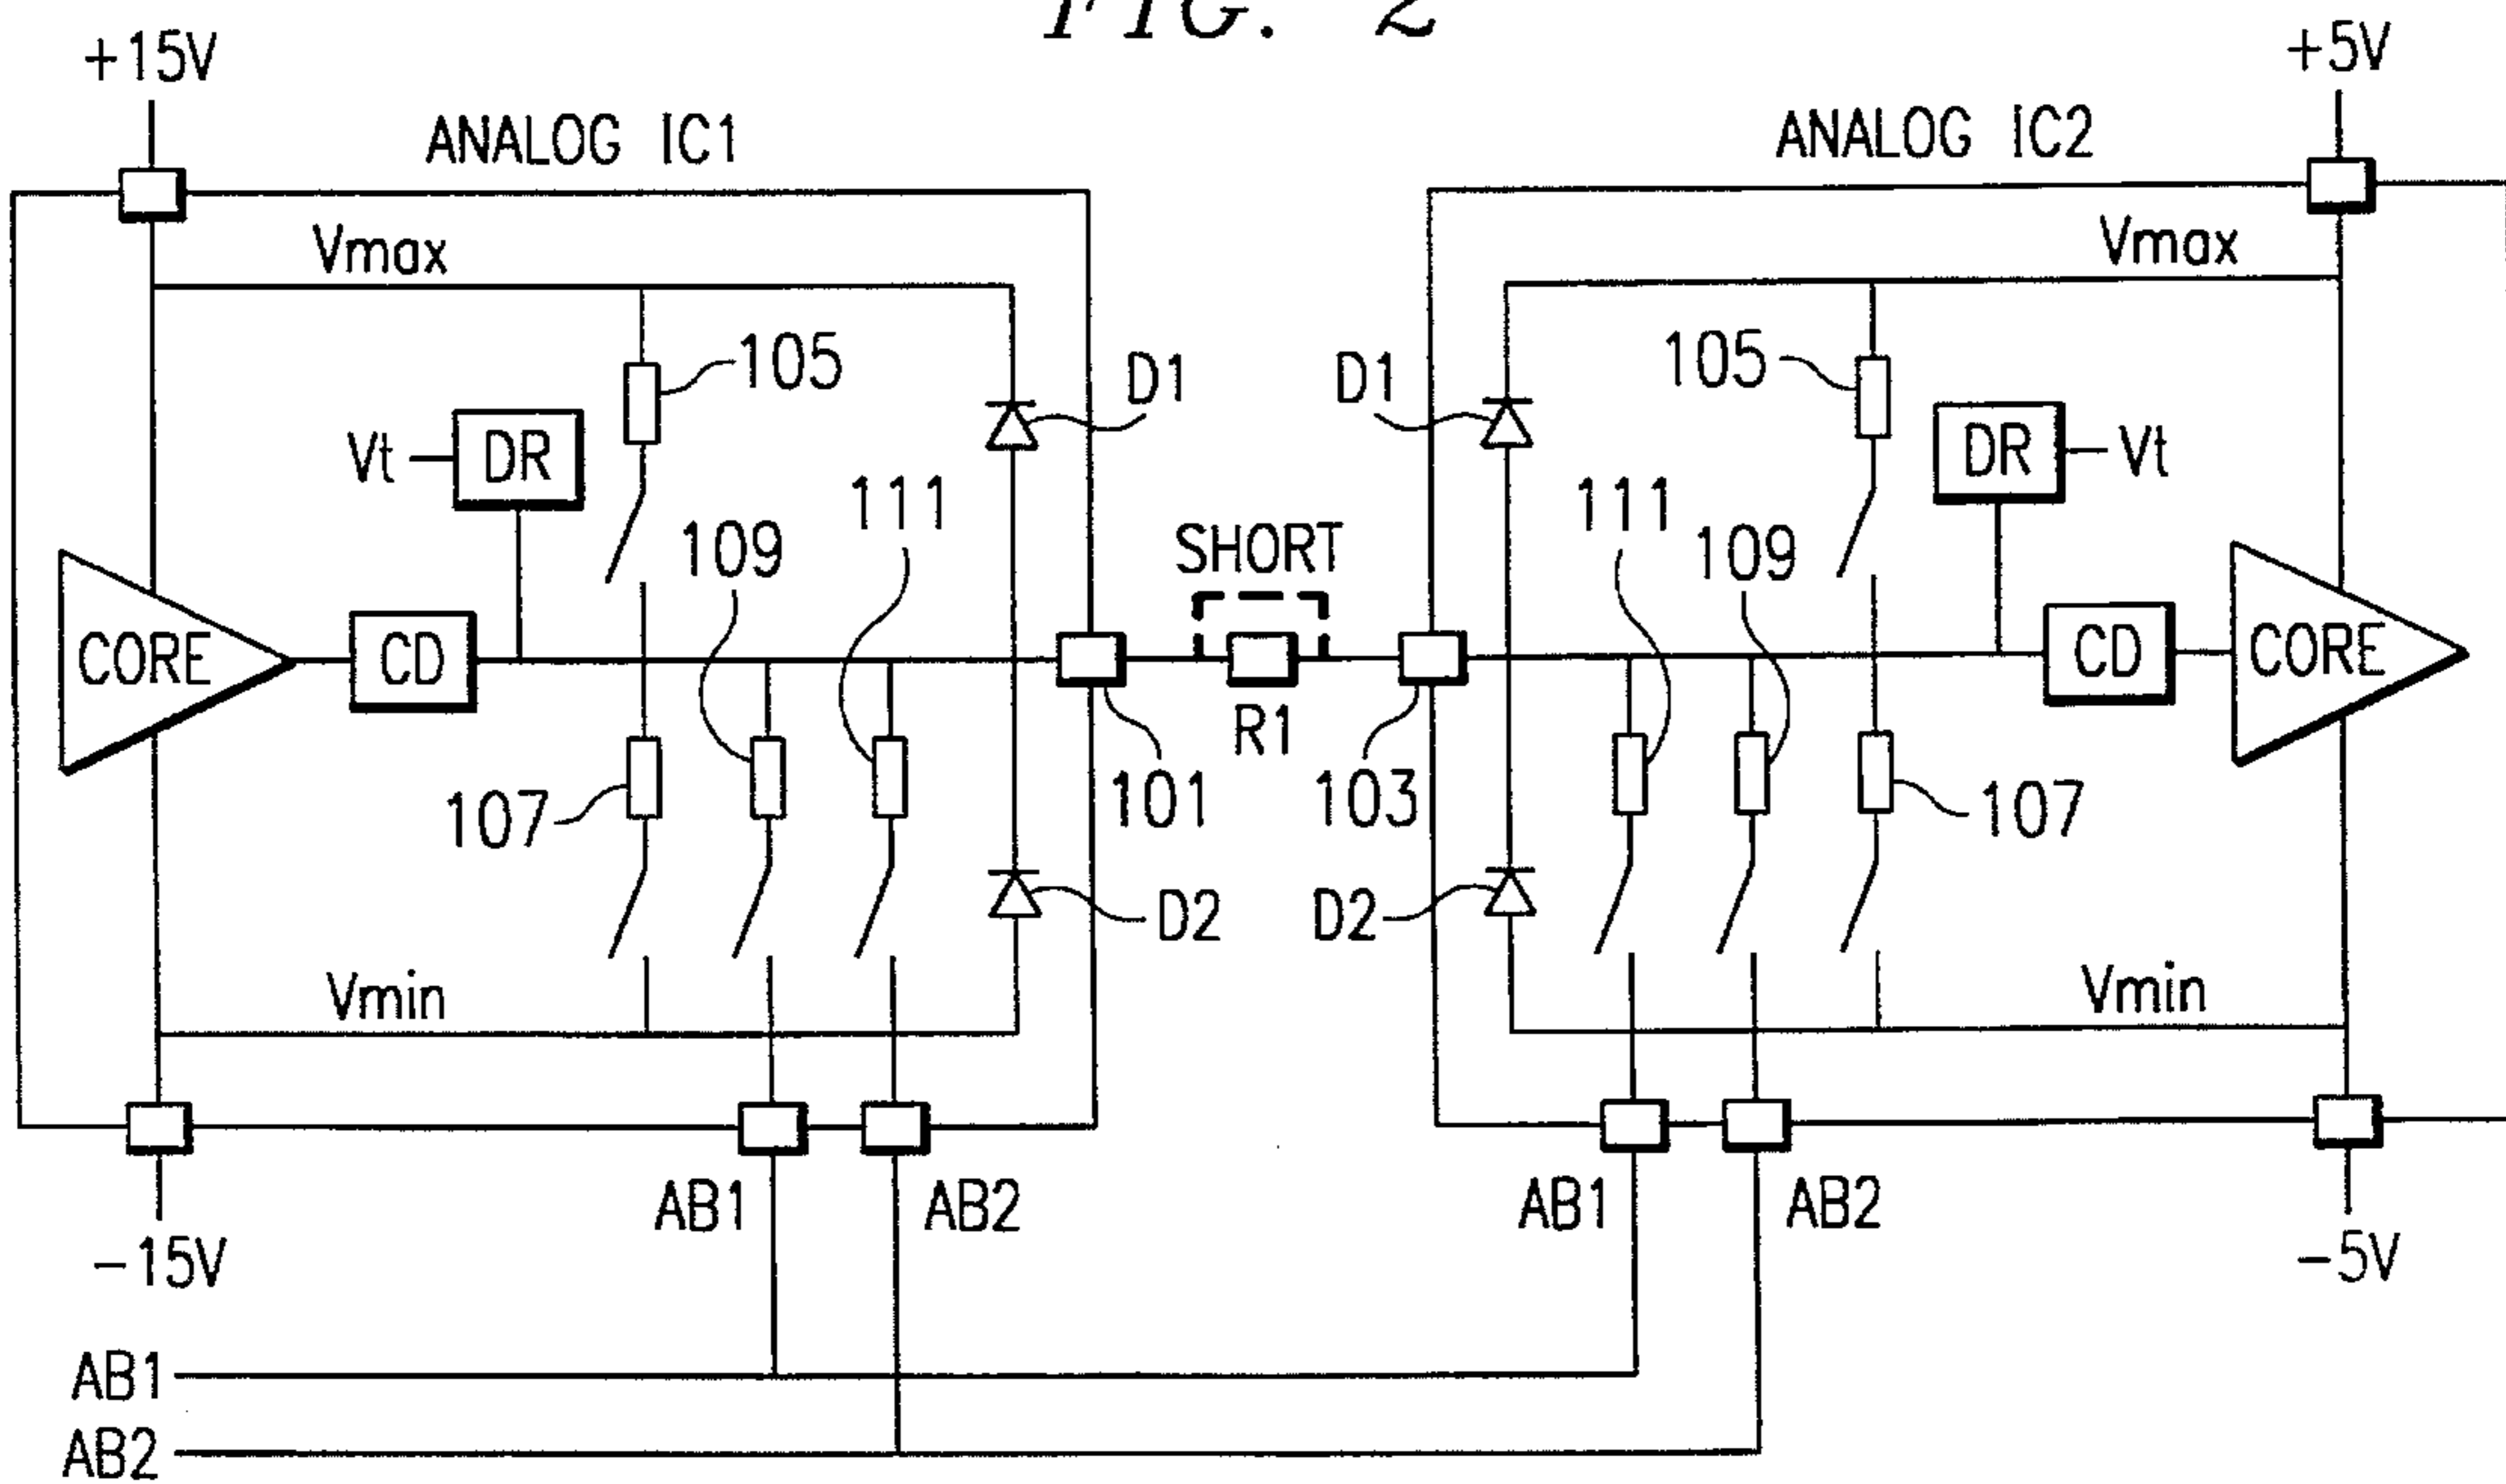 FIG. 2
+15V
+5V
ANALOG IC1
ANALOG IC2
Vmax
Vmax
105
D1
D1
105
Vt
DR
DR
Vt
109
111
SHORT
111
109
CORE
CD
CD
CORE
R1
107
101
103
107
D2
D2
Vmin
Vmin
AB1
AB2
AB1
AB2
-15V
-5V
AB1
AB2